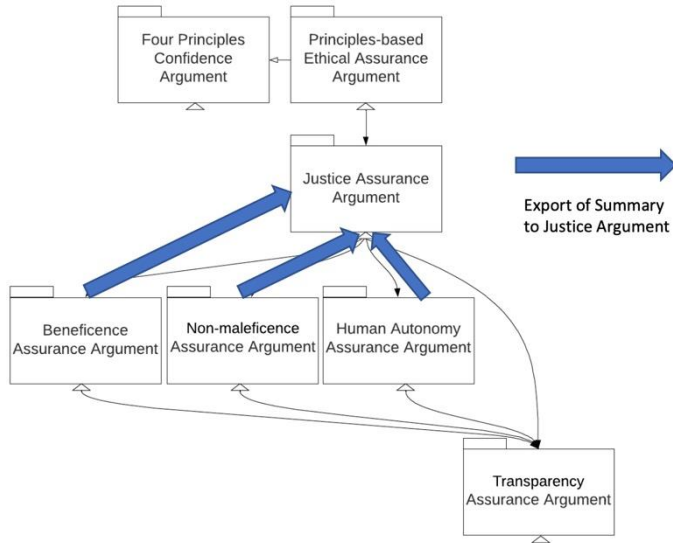 Four Principles
Confidence
Argument
Principles-based
Ethical Assurance
Argument
Justice Assurance
Argument
Export of Summary
to Justice Argument
Beneficence
Assurance Argument
Non-maleficence
Assurance Argument
Human Autonomy
Assurance Argument
Transparency
Assurance Argument